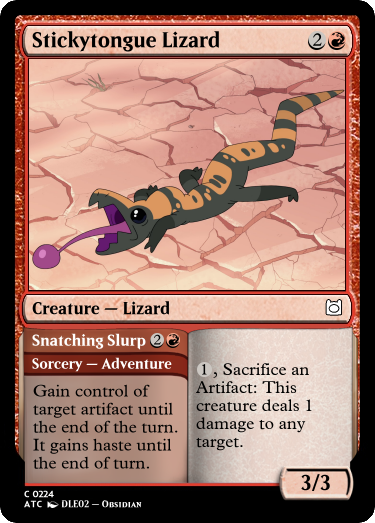 Stickytongue Lizard 2
Creature — Lizard
Snatching Slurp 2
Sorcery — Adventure
Gain control of
target artifact until
the end of the turn.
It gains haste until
end of turn.
1 , Sacrifice an
Artifact: This
creature deals 1
damage to any
target.
3/3
C 0224
ATC DLE02 — Obsidian